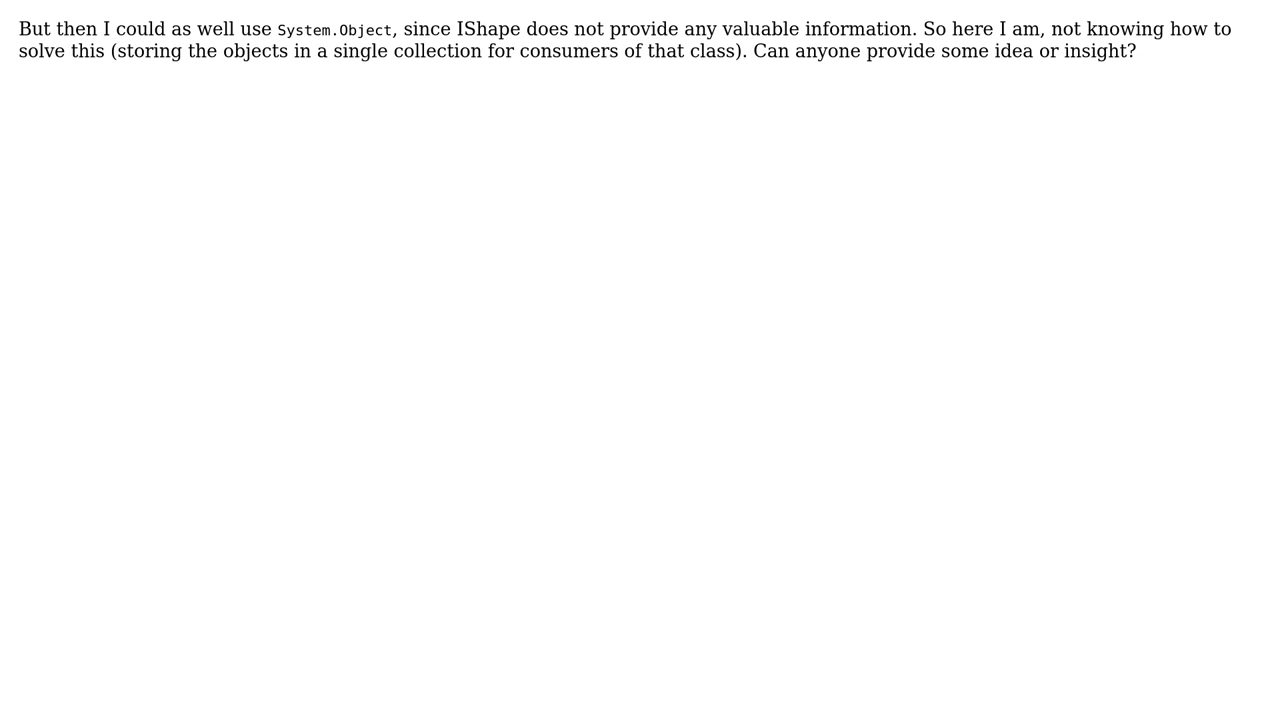 But then I could as well use System.Object, since IShape does not provide any valuable information. So here I am, not knowing how to
solve this (storing the objects in a single collection for consumers of that class). Can anyone provide some idea or insight?